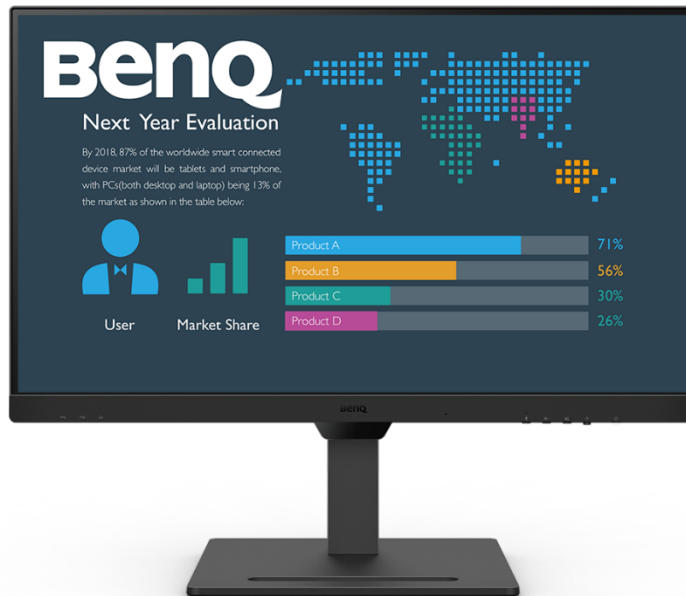 BenQ
Next Year Evaluation
By 2018, 87% of the worldwide smart connected
device market will be tablets and smartphone,
with PCs(both desktop and laptop) being 13% of
the market as shown in the table below:
User
Market Share
Product A 71%
Product B 56%
Product C 30%
Product D 26%
BenQ